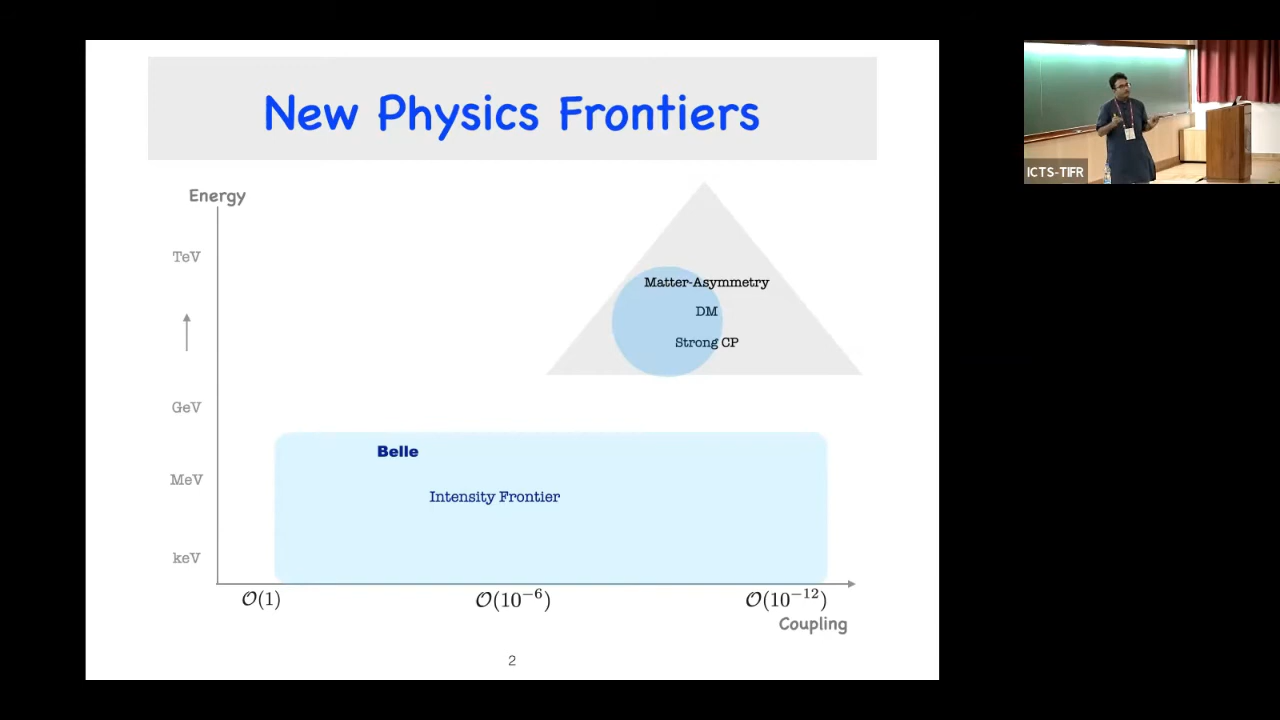 New Physics Frontiers
ICTS-TIFR
Energy
TeV
Matter-Asymmetry
DM
Strong CP
GeV
Belle
MeV
Intensity Frontier
keV
𝒪(1)
𝒪(10⁻⁶)
𝒪(10⁻¹²)
Coupling
2